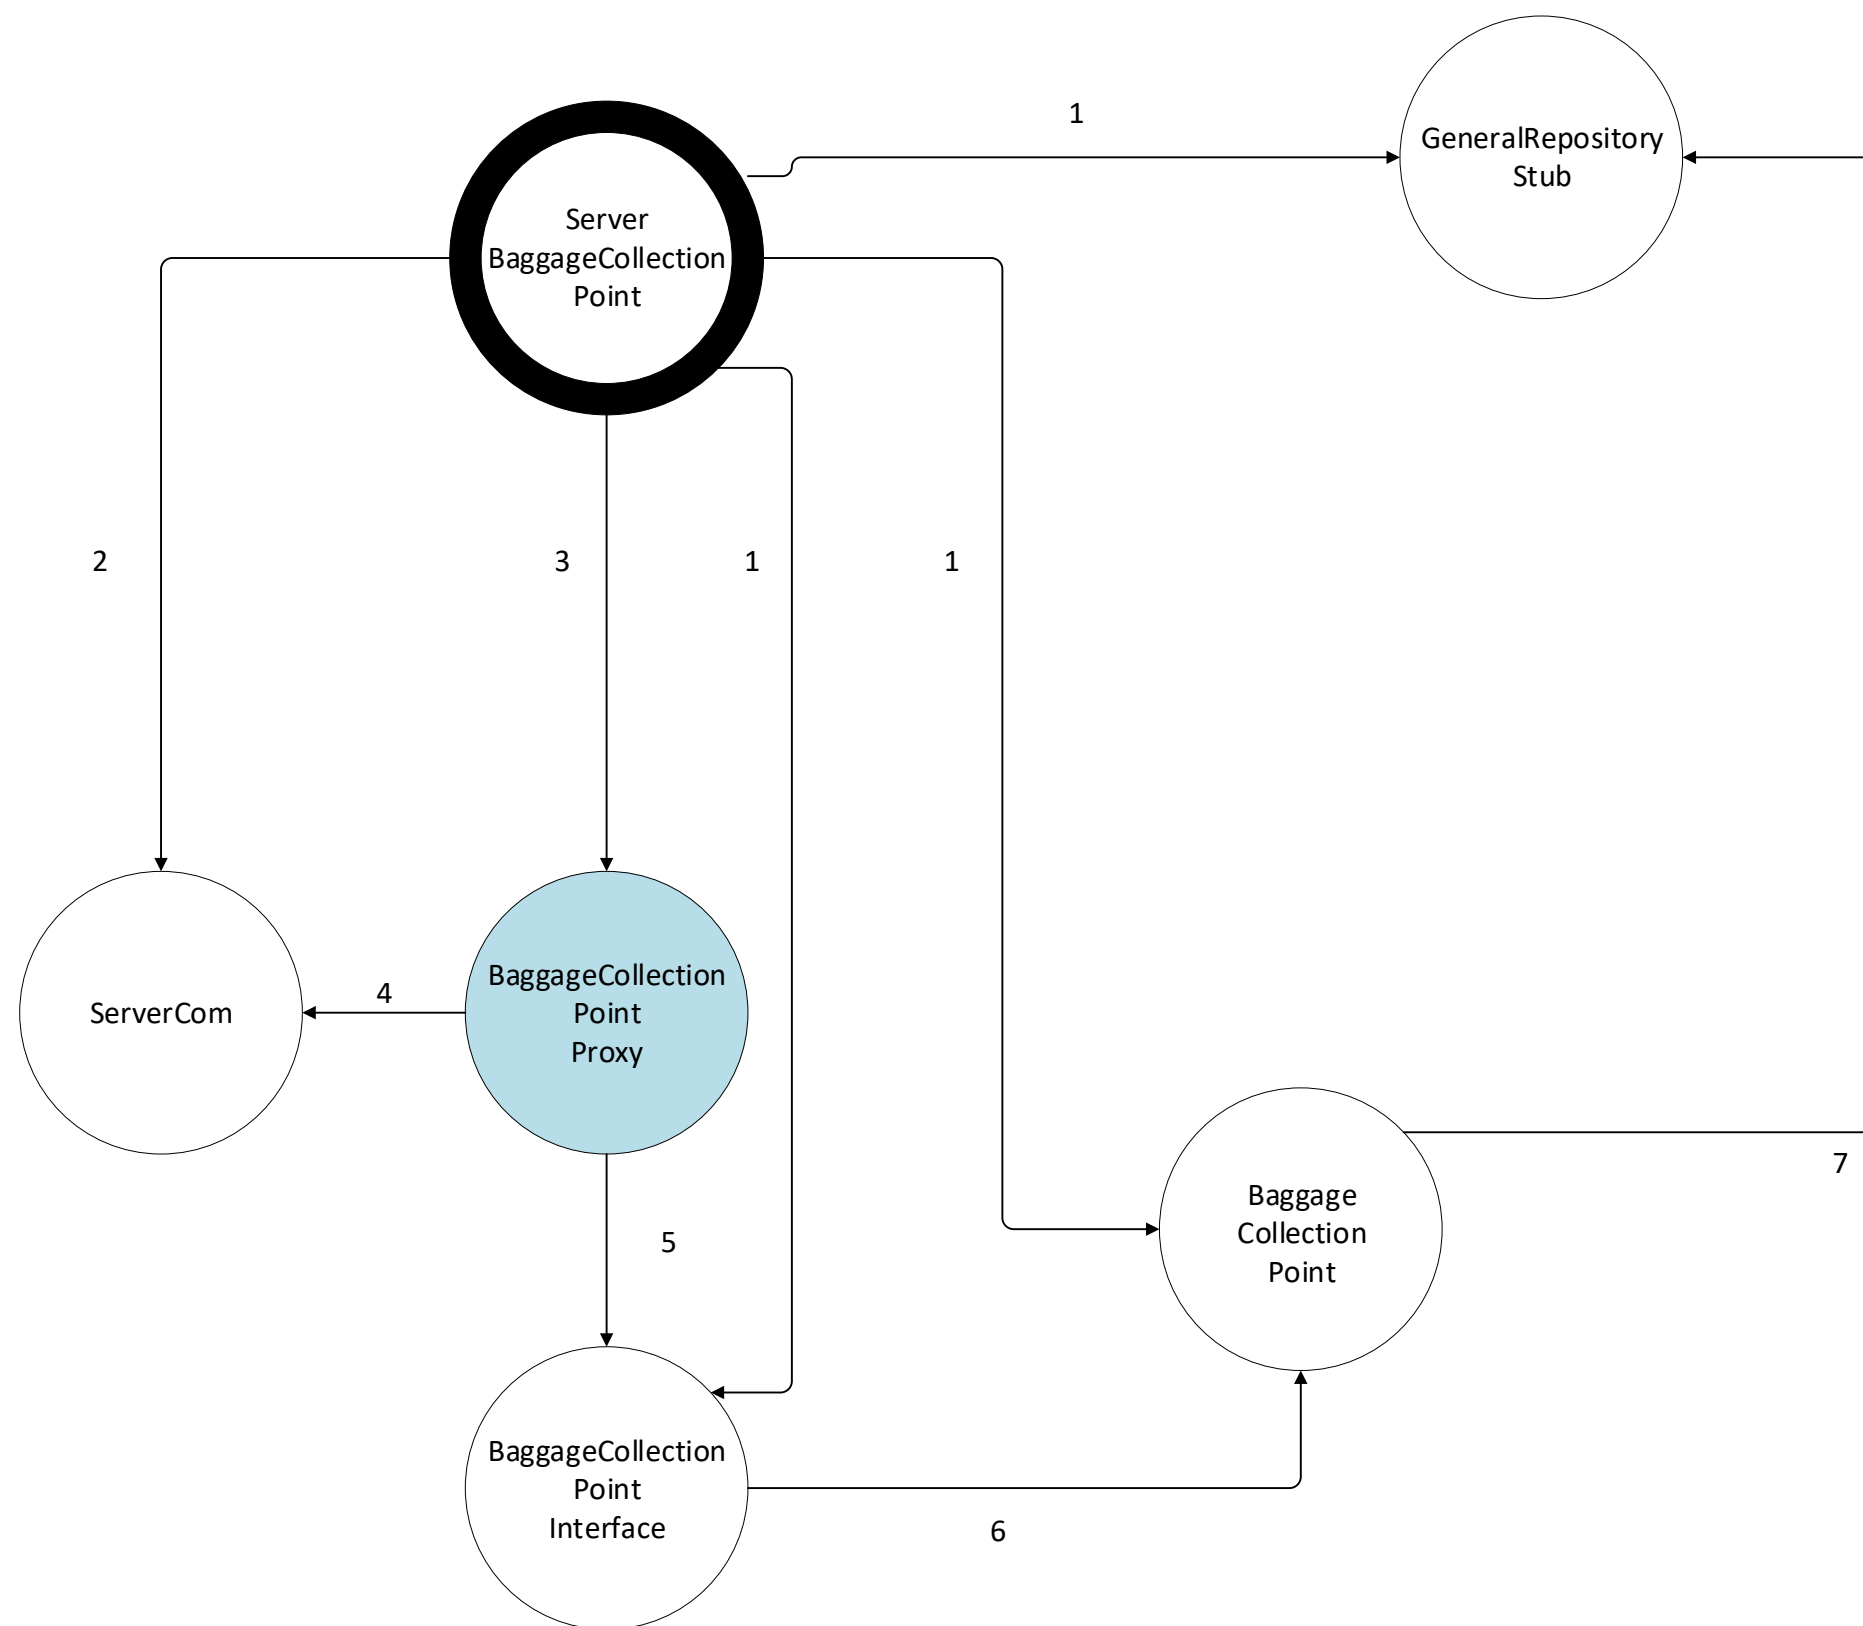 1
GeneralRepository
Stub
Server
BaggageCollection
Point
2
3
1
1
BaggageCollection
Point
Proxy
ServerCom
4
7
Baggage
Collection
Point
5
BaggageCollection
Point
Interface
6